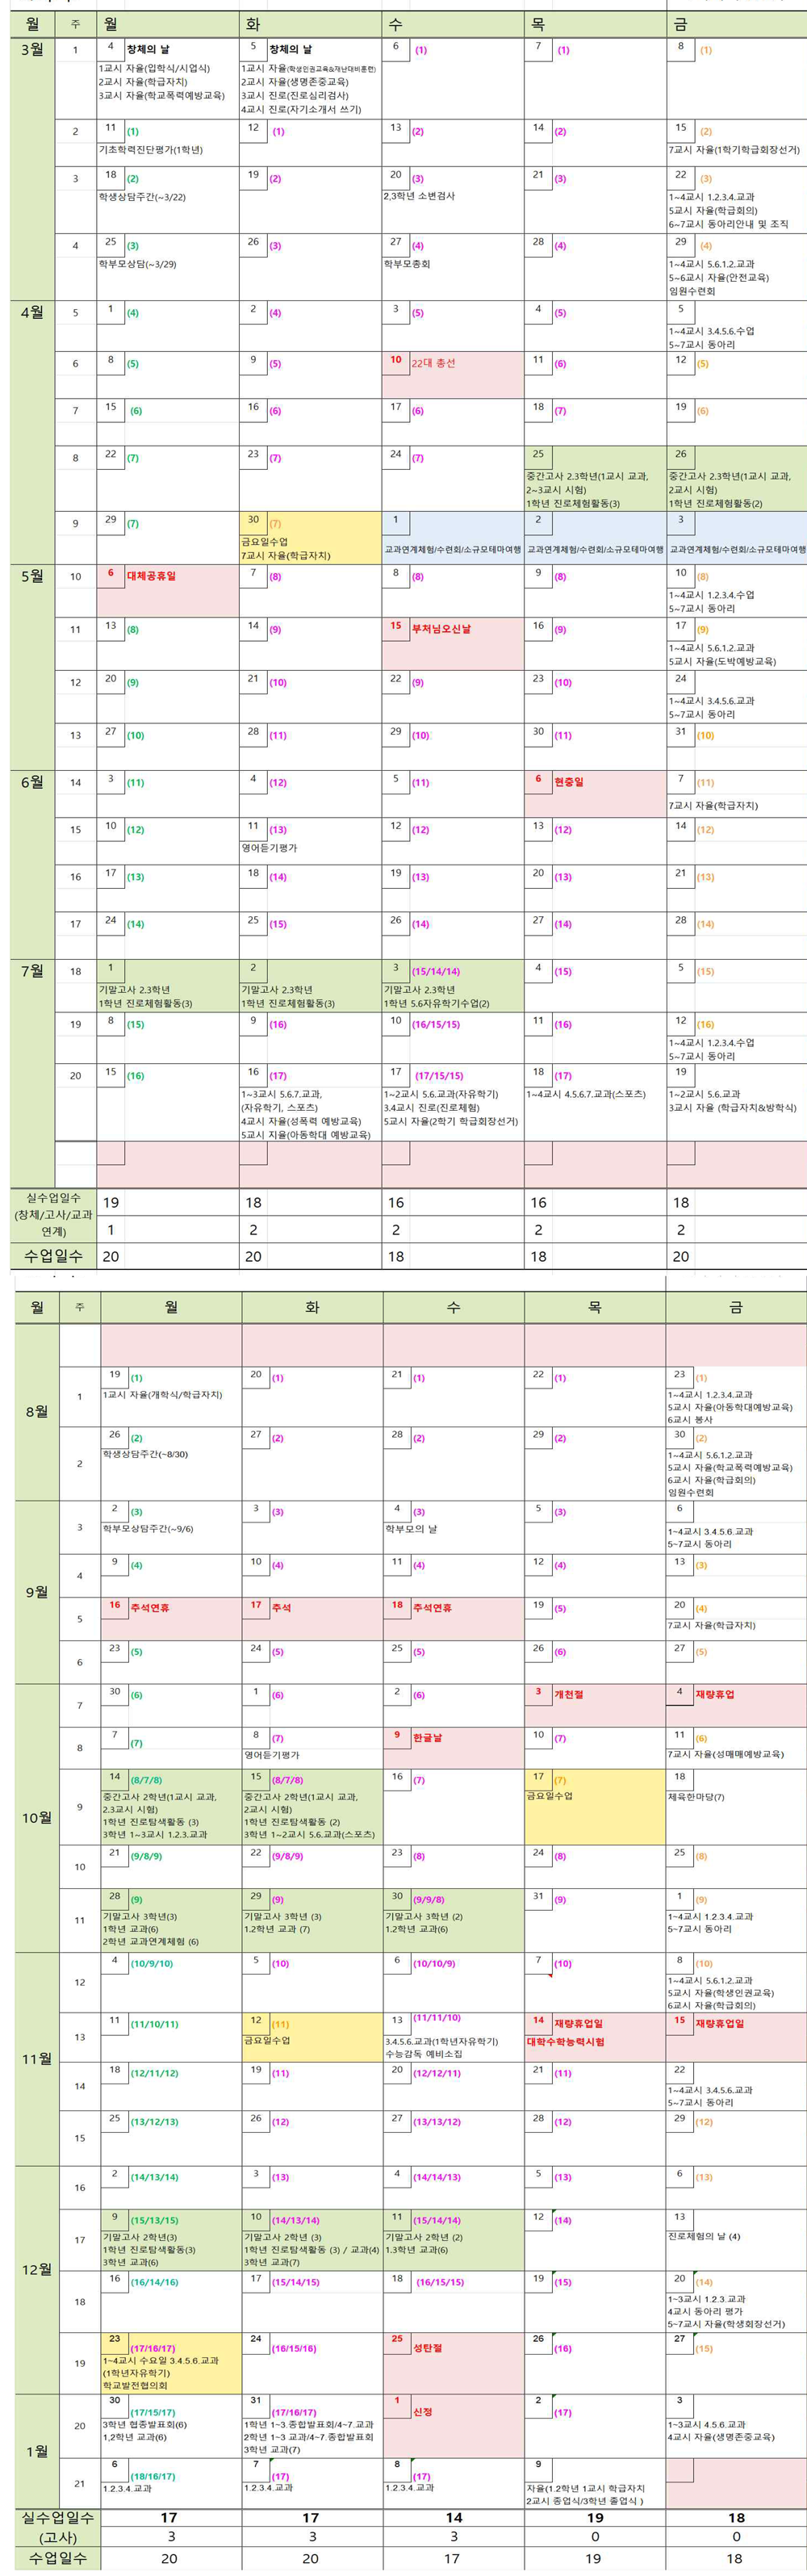 월 주 월 화 수 목 금
3월 1 4 창체의 날 5 창체의 날 6 (1) 7 (1) 8 (1)
1교시 자율(입학식/시업식) 1교시 자율(학생인권교육&재난대비훈련)
2교시 자율(학급자치) 2교시 자율(생명존중교육)
3교시 자율(학교폭력예방교육) 3교시 진로(진로심리검사)
4교시 진로(자기소개서 쓰기)
2 11 (1) 12 (1) 13 (2) 14 (2) 15 (2)
기초학력진단평가(1학년) 7교시 자율(1학기학급회장선거)
3 18 (2) 19 (2) 20 (3) 21 (3) 22 (3)
학생상담주간(~3/22) 2,3학년 소변검사 1~4교시 1.2.3.4.교과
5교시 자율(학급회의)
6~7교시 동아리안내 및 조직
4 25 (3) 26 (3) 27 (4) 28 (4) 29 (4)
학부모상담(~3/29) 학부모총회 1~4교시 5.6.1.2.교과
5~6교시 자율(안전교육)
임원수련회
4월 5 1 (4) 2 (4) 3 (5) 4 (5) 5
1~4교시 3.4.5.6.수업
5~7교시 동아리
6 8 (5) 9 (5) 10 22대 총선 11 (6) 12 (5)
7 15 (6) 16 (6) 17 (6) 18 (7) 19 (6)
8 22 (7) 23 (7) 24 (7) 25 26
중간고사 2.3학년(1교시 교과, 중간고사 2.3학년(1교시 교과,
2~3교시 시험) 2교시 시험)
1학년 진로체험활동(3) 1학년 진로체험활동(2)
9 29 (7) 30 (7) 1 2 3
금요일수업 교과연계체험/수련회/소규모테마여행 교과연계체험/수련회/소규모테마여행 교과연계체험/수련회/소규모테마여행
7교시 자율(학급자치)
5월 10 6 대체공휴일 7 (8) 8 (8) 9 (8) 10 (8)
1~4교시 1.2.3.4.수업
5~7교시 동아리
11 13 (8) 14 (9) 15 부처님오신날 16 (9) 17 (9)
1~4교시 5.6.1.2.교과
5교시 자율(도박예방교육)
12 20 (9) 21 (10) 22 (9) 23 (10) 24
1~4교시 3.4.5.6.교과
5~7교시 동아리
13 27 (10) 28 (11) 29 (10) 30 (11) 31 (10)
6월 14 3 (11) 4 (12) 5 (11) 6 현충일 7 (11)
7교시 자율(학급자치)
15 10 (12) 11 (13) 12 (12) 13 (12) 14 (12)
영어듣기평가
16 17 (13) 18 (14) 19 (13) 20 (13) 21 (13)
17 24 (14) 25 (15) 26 (14) 27 (14) 28 (14)
7월 18 1 2 3 (15/14/14) 4 (15) 5 (15)
기말고사 2.3학년 기말고사 2.3학년 기말고사 2.3학년
1학년 진로체험활동(3) 1학년 진로체험활동(3) 1학년 5.6자유학기수업(2)
19 8 (15) 9 (16) 10 (16/15/15) 11 (16) 12 (16)
1~4교시 1.2.3.4.수업
5~7교시 동아리
20 15 (16) 16 (17) 17 (17/15/15) 18 (17) 19
1~3교시 5.6.7.교과, 1~2교시 5.6.교과(자유학기) 1~4교시 4.5.6.7.교과(스포츠) 1~2교시 5.6.교과
(자유학기, 스포츠) 3.4교시 진로(진로체험) 3교시 자율 (학급자치&방학식)
4교시 자율(성폭력 예방교육) 5교시 자율(2학기 학급회장선거)
5교시 자율(아동학대 예방교육)
실수업일수 19 18 16 16 18
(창체/고사/교과
연계) 1 2 2 2 2
수업일수 20 20 18 18 20
월 주 월 화 수 목 금
8월 1 19 (1) 20 (1) 21 (1) 22 (1) 23 (1)
1교시 자율(개학식/학급자치) 1~4교시 1.2.3.4.교과
5교시 자율(아동학대예방교육)
6교시 봉사
2 26 (2) 27 (2) 28 (2) 29 (2) 30 (2)
학생상담주간(~8/30) 1~4교시 5.6.1.2.교과
5교시 자율(학교폭력예방교육)
6교시 자율(학급회의)
임원수련회
9월 3 2 (3) 3 (3) 4 (3) 5 (3) 6
학부모상담주간(~9/6) 학부모의 날 1~4교시 3.4.5.6.교과
5~7교시 동아리
4 9 (4) 10 (4) 11 (4) 12 (4) 13 (3)
5 16 추석연휴 17 추석 18 추석연휴 19 (5) 20 (4)
7교시 자율(학급자치)
6 23 (5) 24 (5) 25 (5) 26 (6) 27 (5)
7 30 (6) 1 (6) 2 (6) 3 개천절 4 재량휴업
10월 8 7 (7) 8 (7) 9 한글날 10 (7) 11 (6)
영어듣기평가 7교시 자율(성매매예방교육)
9 14 (8/7/8) 15 (8/7/8) 16 (7) 17 (7) 18
중간고사 2학년(1교시 교과, 중간고사 2학년(1교시 교과, 금요일수업 체육한마당(7)
2.3교시 시험) 2교시 시험)
1학년 진로탐색활동 (3) 1학년 진로탐색활동 (2)
3학년 1~3교시 1.2.3.교과 3학년 1~2교시 5.6.교과(스포츠)
10 21 (9/8/9) 22 (9/8/9) 23 (8) 24 (8) 25 (8)
11 28 (9) 29 (9) 30 (9/9/8) 31 (9) 1 (9)
기말고사 3학년(3) 기말고사 3학년 (3) 기말고사 3학년 (2) 1~4교시 1.2.3.4.교과
1학년 교과(6) 1.2학년 교과 (7) 1.2학년 교과(6) 5~7교시 동아리
2학년 교과연계체험 (6)
11월 12 4 (10/9/10) 5 (10) 6 (10/10/9) 7 (10) 8 (10)
1~4교시 5.6.1.2.교과
5교시 자율(학생인권교육)
6교시 자율(학급회의)
13 11 (11/10/11) 12 (11) 13 (11/11/10) 14 재량휴업일 15 재량휴업일
금요일수업 3.4.5.6.교과(1학년자유학기) 대학수학능력시험
수능감독 예비소집
14 18 (12/11/12) 19 (11) 20 (12/12/11) 21 (11) 22
1~4교시 3.4.5.6.교과
5~7교시 동아리
15 25 (13/12/13) 26 (12) 27 (13/13/12) 28 (12) 29 (12)
12월 16 2 (14/13/14) 3 (13) 4 (14/14/13) 5 (13) 6 (13)
17 9 (15/13/15) 10 (14/13/14) 11 (15/14/14) 12 (14) 13
기말고사 2학년(3) 기말고사 2학년 (3) 기말고사 2학년 (2) 진로체험의 날 (4)
1학년 진로탐색활동(3) 1학년 진로탐색활동 (3) / 교과(4) 1.3학년 교과(6)
3학년 교과(6) 3학년 교과(7)
18 16 (16/14/16) 17 (15/14/15) 18 (16/15/15) 19 (15) 20 (14)
1~3교시 1.2.3.교과
4교시 동아리 평가
5~7교시 자율(학생회장선거)
19 23 (17/16/17) 24 (16/15/16) 25 성탄절 26 (16) 27 (15)
1~4교시 수요일 3.4.5.6.교과
(1학년자유학기)
학교발전협의회
1월 20 30 (17/15/17) 31 (17/16/17) 1 신정 2 (17) 3
3학년 협종발표회(6) 1학년 1~3.종합발표회/4~7.교과 1~3교시 4.5.6.교과
1,2학년 교과(6) 2학년 1~3 교과/4~7.종합발표회 4교시 자율(생명존중교육)
3학년 교과(7)
21 6 (18/16/17) 7 (17) 8 (17) 9
1.2.3.4.교과 1.2.3.4.교과 1.2.3.4.교과 자율(1.2학년 1교시 학급자치
2교시 종업식/3학년 졸업식 )
실수업일수 17 17 14 19 18
(고사) 3 3 3 0 0
수업일수 20 20 17 19 18